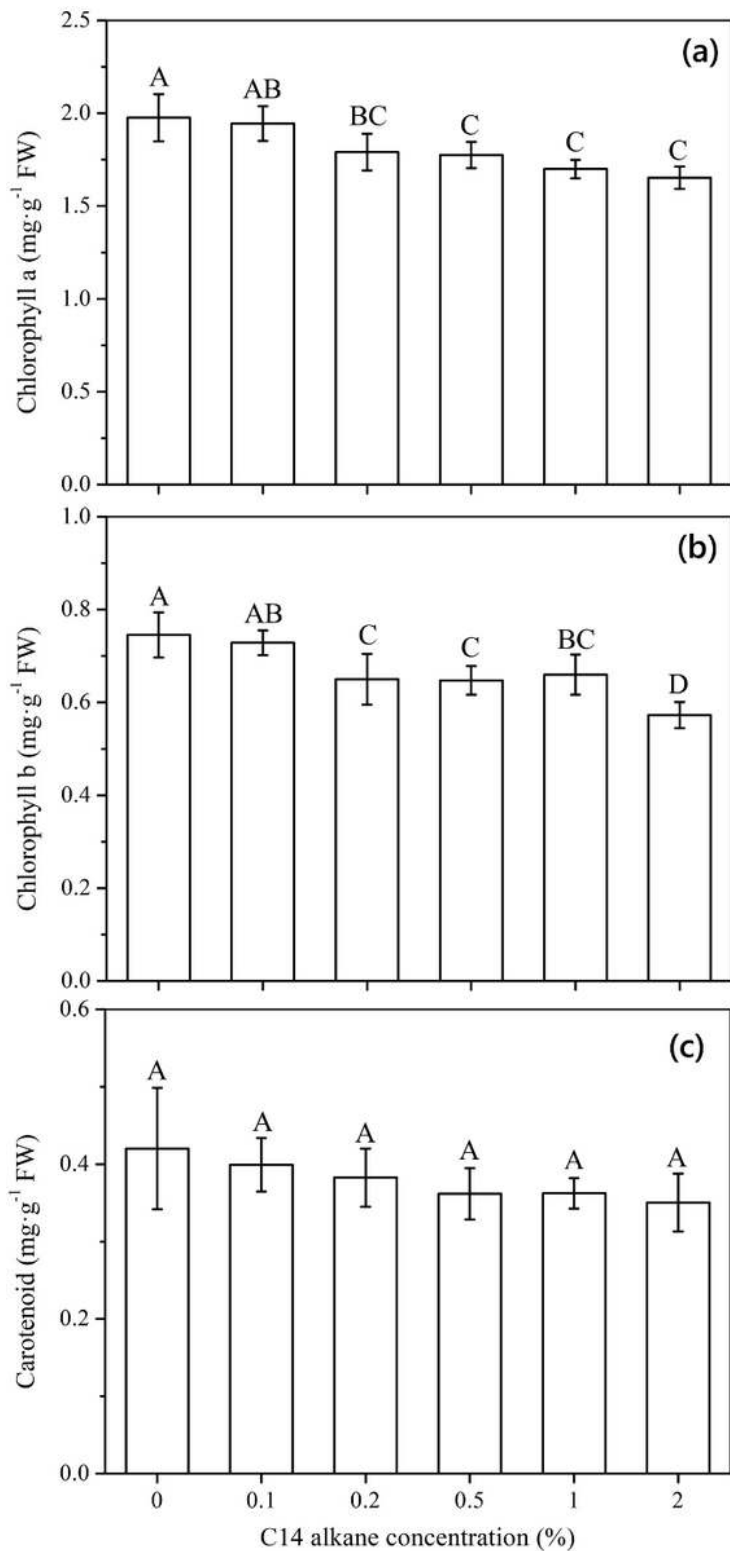 (a)
Chlorophyll a (mg·g⁻¹ FW)
2.5
2.0
1.5
1.0
0.5
0.0
A AB BC C C C
(b)
Chlorophyll b (mg·g⁻¹ FW)
1.0
0.8
0.6
0.4
0.2
0.0
A AB C C BC D
(c)
Carotenoid (mg·g⁻¹ FW)
0.6
0.4
0.2
0.0
A A A A A A
0 0.1 0.2 0.5 1 2
C14 alkane concentration (%)